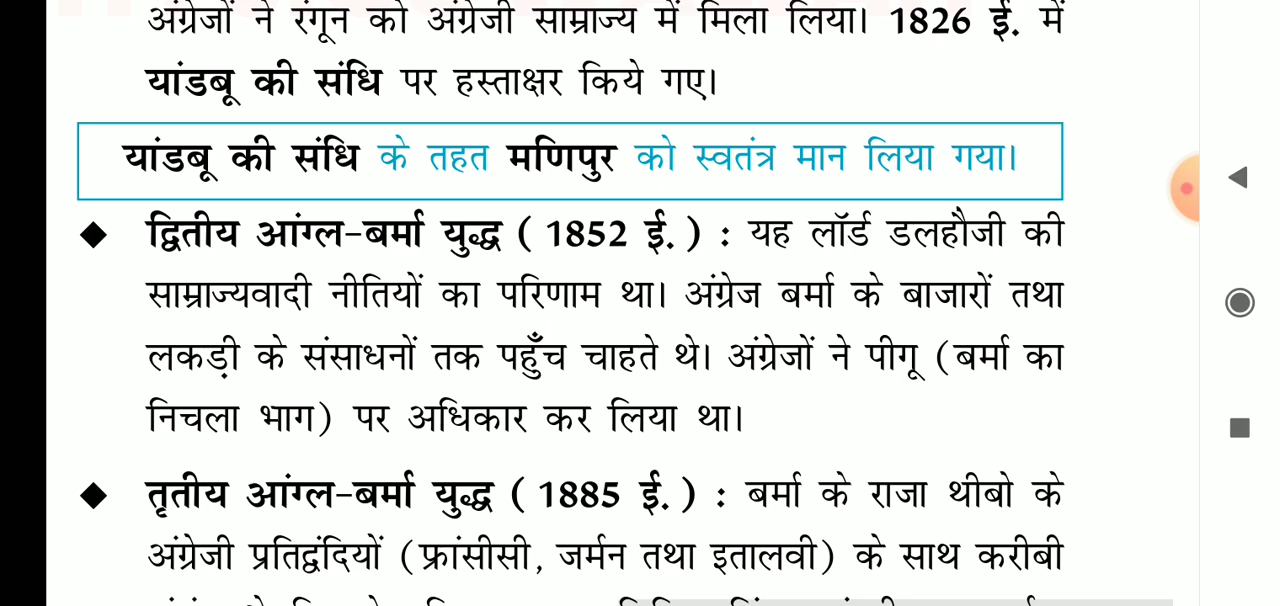 अंग्रेजों ने रंगून को अंग्रेजी साम्राज्य में मिला लिया। 1826 ई. में
यांडबू की संधि पर हस्ताक्षर किये गए।
यांडबू की संधि के तहत मणिपुर को स्वतंत्र मान लिया गया।
◆ द्वितीय आंग्ल-बर्मा युद्ध ( 1852 ई. ) : यह लॉर्ड डलहौजी की
साम्राज्यवादी नीतियों का परिणाम था। अंग्रेज बर्मा के बाजारों तथा
लकड़ी के संसाधनों तक पहुँच चाहते थे। अंग्रेजों ने पीगू (बर्मा का
निचला भाग) पर अधिकार कर लिया था।
◆ तृतीय आंग्ल-बर्मा युद्ध ( 1885 ई. ) : बर्मा के राजा थीबो के
अंग्रेजी प्रतिद्वंदियों (फ्रांसीसी, जर्मन तथा इतालवी) के साथ करीबी